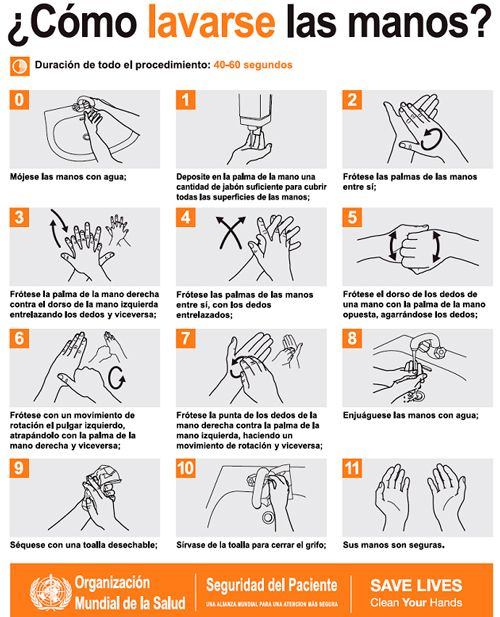 ¿Cómo lavarse las manos?
Duración de todo el procedimiento: 40-60 segundos
0
Mójese las manos con agua;
1
Deposite en la palma de la mano una
cantidad de jabón suficiente para cubrir
todas las superficies de las manos;
2
Frótese las palmas de las manos
entre sí;
3
Frótese la palma de la mano derecha
contra el dorso de la mano izquierda
entrelazando los dedos y viceversa;
4
Frótese las palmas de las manos
entre sí, con los dedos
entrelazados;
5
Frótese el dorso de los dedos de
una mano con la palma de la mano
opuesta, agarrándose los dedos;
6
Frótese con un movimiento de
rotación el pulgar izquierdo,
atrapándolo con la palma de la
mano derecha y viceversa;
7
Frótese la punta de los dedos de la
mano derecha contra la palma de la
mano izquierda, haciendo un
movimiento de rotación y viceversa;
8
Enjuáguese las manos con agua;
9
Séquese con una toalla desechable;
10
Sírvase de la toalla para cerrar el grifo;
11
Sus manos son seguras.
Organización
Mundial de la Salud
Seguridad del Paciente
UNA ALIANZA MUNDIAL PARA UNA ATENCION MÁS SEGURA
SAVE LIVES
Clean Your Hands